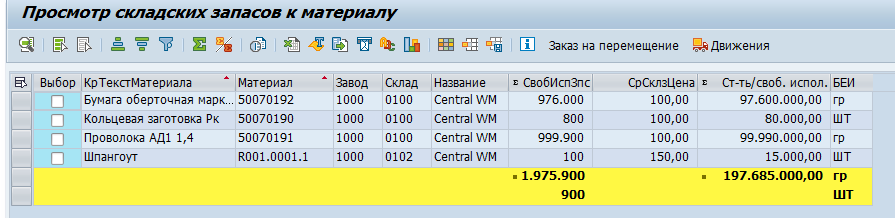 Просмотр складских запасов к материалу
Заказ на перемещение Движения
Выбор КрТекстМатериала Материал Завод Склад Название Σ СвобИспЗпс СрСклзЦена Σ Ст-ть/своб. испол. БЕИ
Бумага оберточная марк... 50070192 1000 0100 Central WM 976.000 100,00 97.600.000,00 гр
Кольцевая заготовка Рк 50070190 1000 0100 Central WM 800 100,00 80.000,00 ШТ
Проволока АД1 1,4 50070191 1000 0100 Central WM 999.900 100,00 99.990.000,00 гр
Шпангоут R001.0001.1 1000 0102 Central WM 100 150,00 15.000,00 ШТ
1.975.900 197.685.000,00 гр
900 ШТ